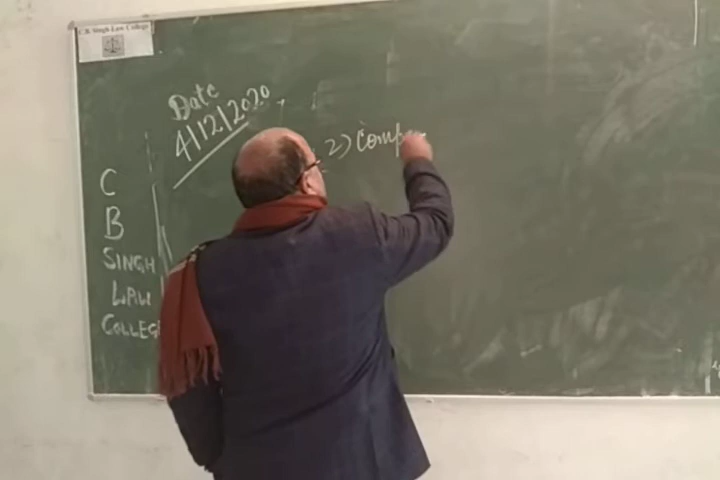 C.B. Singh Law College
Date
4/12/2020
2) Comp
C
B
SINGH
LAW
COLLEGE